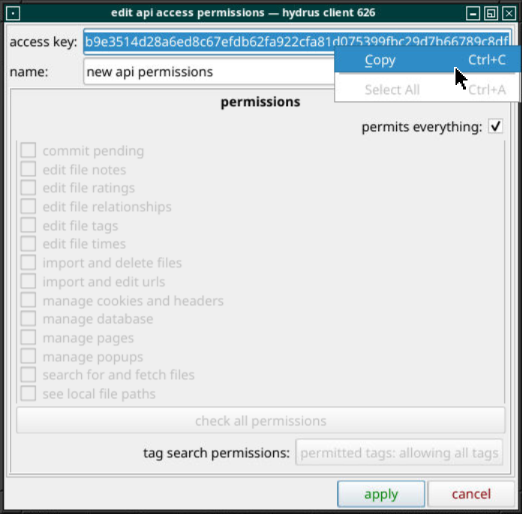 edit api access permissions — hydrus client 626
access key: b9e3514d28a6ed8c67efdb62fa922cfa81d075399fbc29d7b66789c8df
Copy Ctrl+C
name: new api permissions
Select All Ctrl+A
permissions
permits everything:
commit pending
edit file notes
edit file ratings
edit file relationships
edit file tags
edit file times
import and delete files
import and edit urls
manage cookies and headers
manage database
manage pages
manage popups
search for and fetch files
see local file paths
check all permissions
tag search permissions: permitted tags: allowing all tags
apply cancel